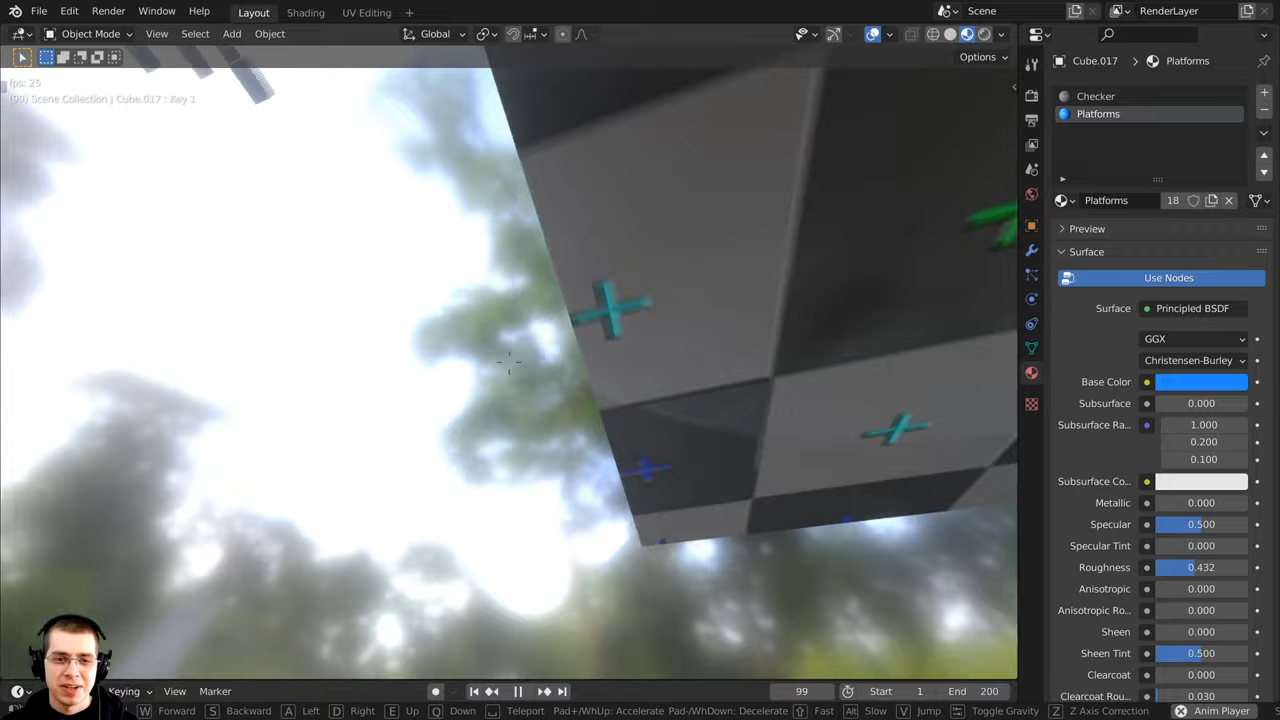 File Edit Render Window Help Layout Shading UV Editing + Scene RenderLayer
Object Mode View Select Add Object Global
Options
fps: 25
(99) Scene Collection | Cube.017 : Key 1
Cube.017 > Platforms
Checker
Platforms
Platforms 18
Preview
Surface
Use Nodes
Surface Principled BSDF
GGX
Christensen-Burley
Base Color
Subsurface 0.000
Subsurface Ra... 1.000
0.200
0.100
Subsurface Co...
Metallic 0.000
Specular 0.500
Specular Tint 0.000
Roughness 0.432
Anisotropic 0.000
Anisotropic Ro... 0.000
Sheen 0.000
Sheen Tint 0.500
Clearcoat 0.000
Clearcoat Rou... 0.030
Keying View Marker 99 Start 1 End 200
W Forward S Backward A Left D Right E Up Q Down Teleport Pad+/WhUp: Accelerate Pad-/WhDown: Decelerate Fast Alt Slow V Jump Toggle Gravity Z Axis Correction Anim Player